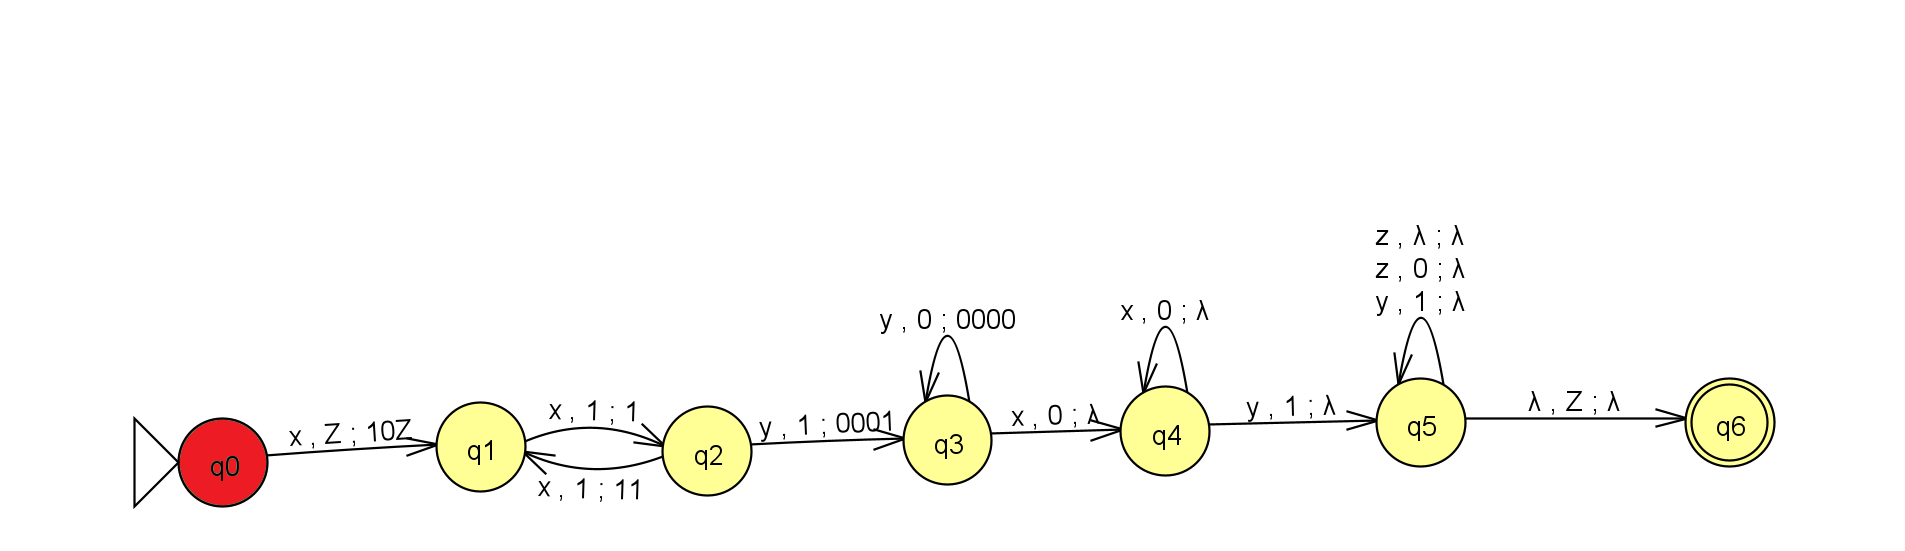 z , λ ; λ
z , 0 ; λ
y , 1 ; λ
y , 0 ; 0000
x , 0 ; λ
x , Z ; 10Z
x , 1 ; 1
y , 1 ; 0001
x , 0 ; λ
y , 1 ; λ
λ , Z ; λ
q0
q1
q2
q3
q4
q5
q6
x , 1 ; 11